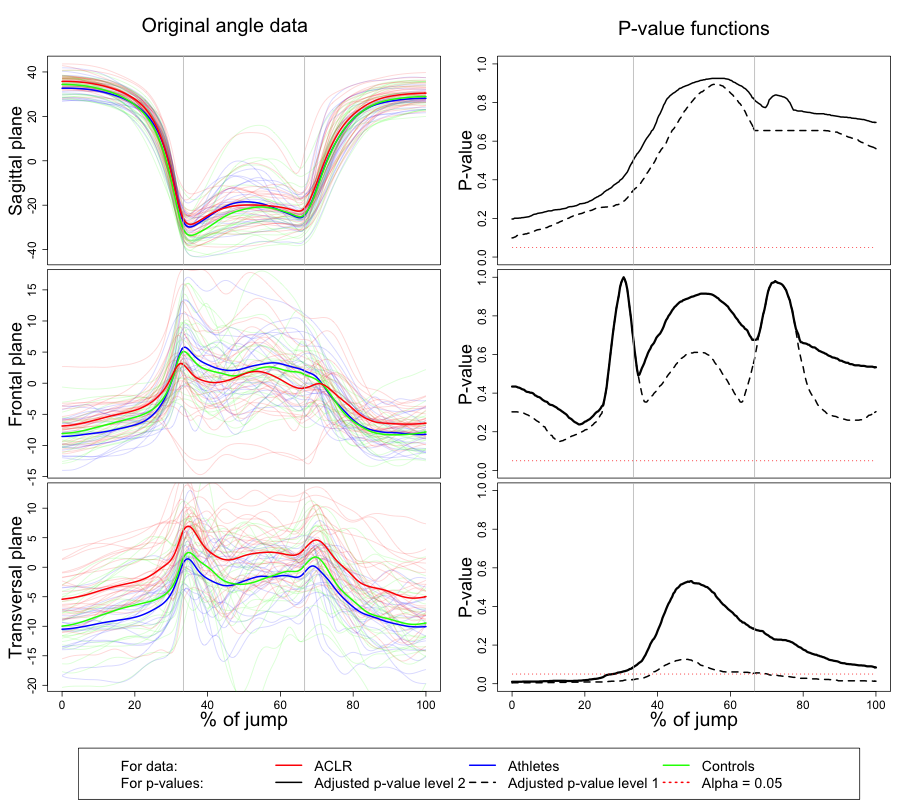 Original angle data
P-value functions
Sagittal plane
40
20
0
-20
-40
P-value
1.0
0.8
0.6
0.4
0.2
0.0
Frontal plane
15
10
5
0
-5
-10
15
P-value
1.0
0.8
0.6
0.4
0.2
0.0
Transversal plane
10
5
0
-5
-10
-15
-20
P-value
1.0
0.8
0.6
0.4
0.2
0.0
0 20 40 60 80 100
0 20 40 60 80 100
% of jump
% of jump
For data: ACLR Athletes Controls
For p-values: Adjusted p-value level 2 Adjusted p-value level 1 Alpha = 0.05